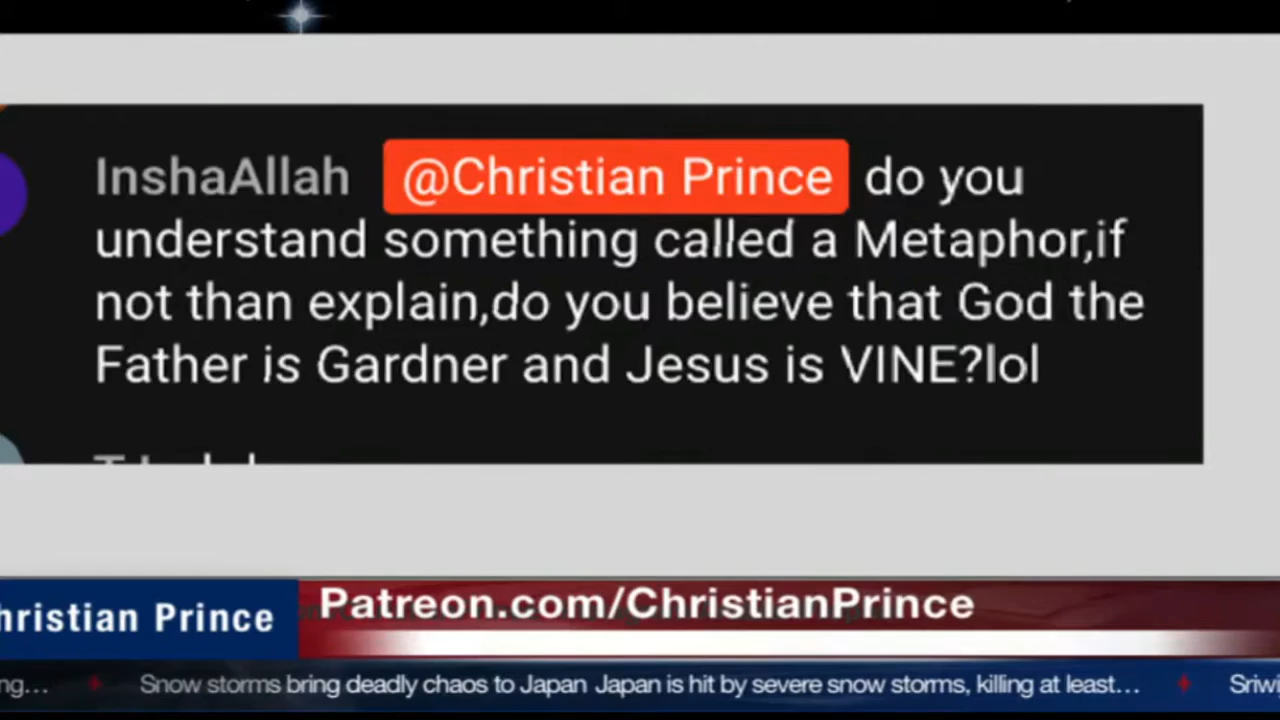 InshaAllah @Christian Prince do you
understand something called a Metaphor,if
not than explain,do you believe that God the
Father is Gardner and Jesus is VINE?lol
hristian Prince
Patreon.com/ChristianPrince
ng... Snow storms bring deadly chaos to Japan Japan is hit by severe snow storms, killing at least... Sriwi